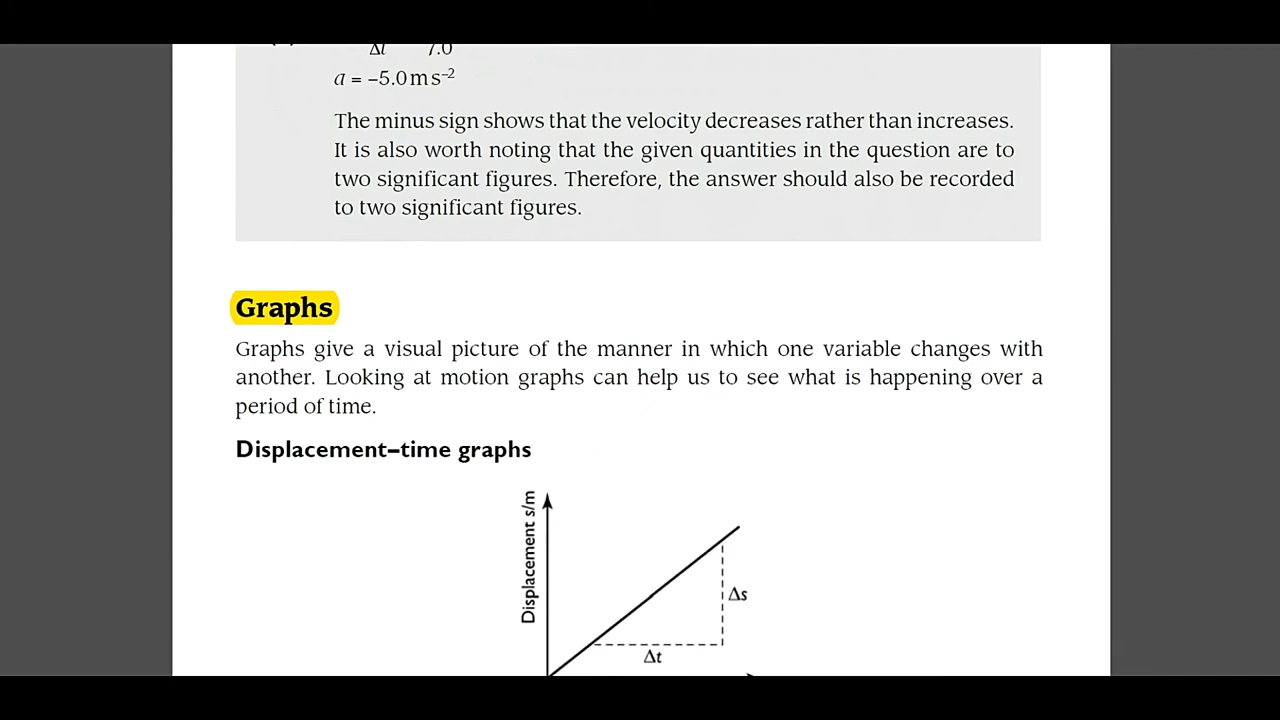 Δt 7.0
a = –5.0 m s⁻²
The minus sign shows that the velocity decreases rather than increases.
It is also worth noting that the given quantities in the question are to
two significant figures. Therefore, the answer should also be recorded
to two significant figures.
Graphs
Graphs give a visual picture of the manner in which one variable changes with
another. Looking at motion graphs can help us to see what is happening over a
period of time.
Displacement–time graphs
Displacement s/m
Δs
Δt